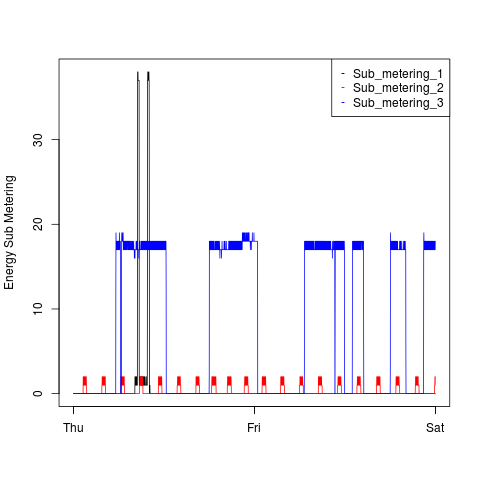 Sub_metering_1
Sub_metering_2
Sub_metering_3
Energy Sub Metering
30
20
10
0
Thu
Fri
Sat